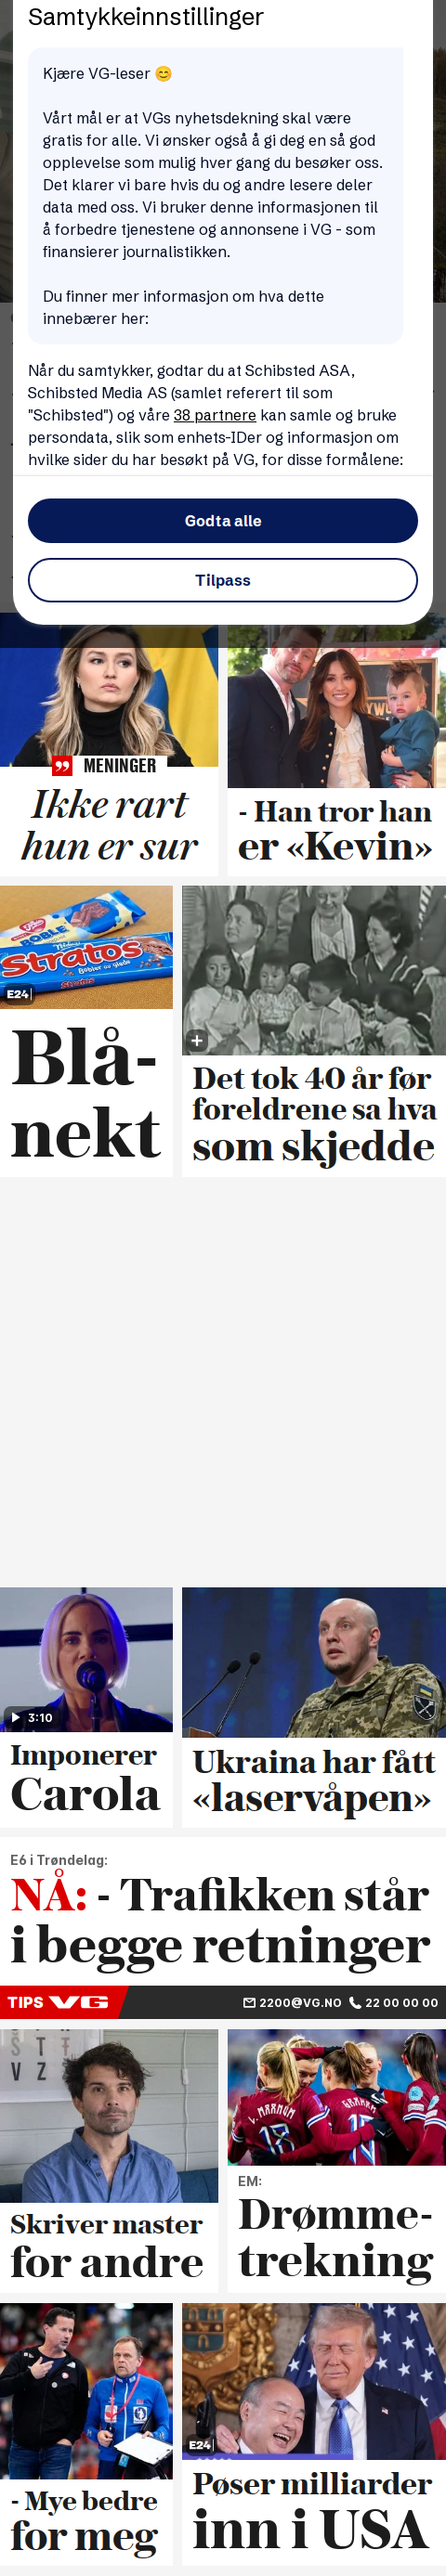 Samtykkeinnstillinger
Kjære VG-leser 😊
Vårt mål er at VGs nyhetsdekning skal være
gratis for alle. Vi ønsker også å gi deg en så god
opplevelse som mulig hver gang du besøker oss.
Det klarer vi bare hvis du og andre lesere deler
data med oss. Vi bruker denne informasjonen til
å forbedre tjenestene og annonsene i VG - som
finansierer journalistikken.
Du finner mer informasjon om hva dette
innebærer her:
Når du samtykker, godtar du at Schibsted ASA,
Schibsted Media AS (samlet referert til som
"Schibsted") og våre 38 partnere kan samle og bruke
persondata, slik som enhets-IDer og informasjon om
hvilke sider du har besøkt på VG, for disse formålene:
Godta alle
Tilpass
MENINGER
Ikke rart
hun er sur
- Han tror han
er «Kevin»
BOBLE
Stratos
Bobler av glede
E24
Blå-
nekt
Det tok 40 år før
foreldrene sa hva
som skjedde
3:10
Imponerer
Carola
Ukraina har fått
«laservåpen»
E6 i Trøndelag:
NÅ: - Trafikken står
i begge retninger
TIPS VG
2200@VG.NO 22 00 00 00
S T
V Z
Skriver master
for andre
V. MARMUM
18
GRAHAM
17
EM:
Drømme-
trekning
- Mye bedre
for meg
E24
Pøser milliarder
inn i USA